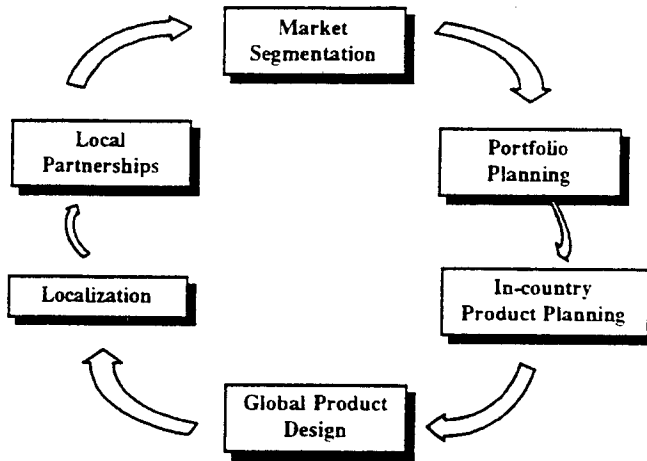 Market
Segmentation
Portfolio
Planning
In-country
Product Planning
Global Product
Design
Localization
Local
Partnerships